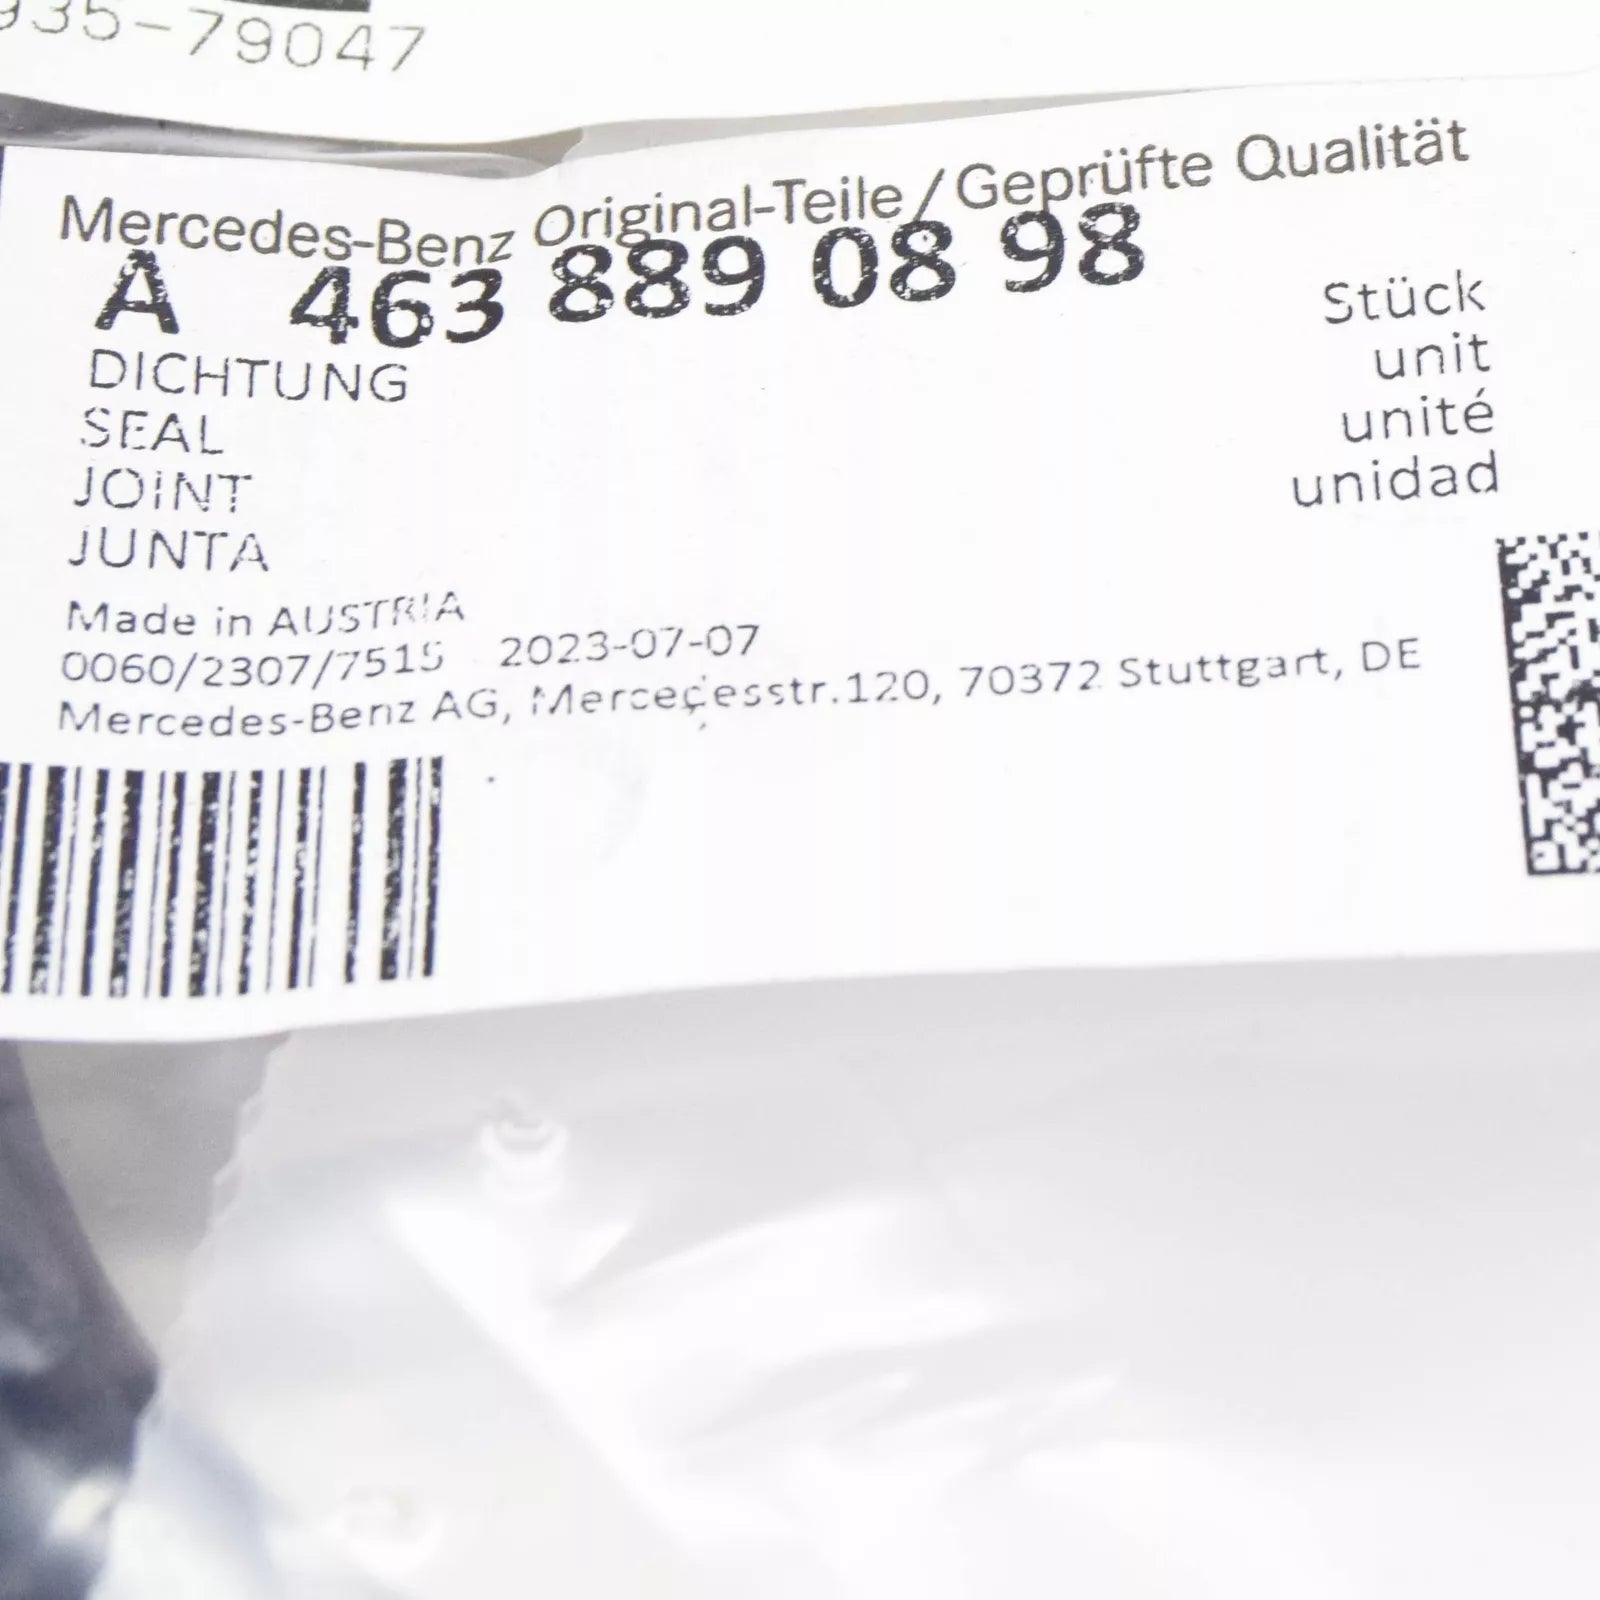 935-79047
Mercedes-Benz Original-Teile/Geprüfte Qualität
A 463 889 08 98
DICHTUNG
SEAL
JOINT
JUNTA
Stück
unit
unité
unidad
Made in AUSTRIA
0060/2307/7515 2023-07-07
Mercedes-Benz AG, Mercedesstr.120, 70372 Stuttgart, DE